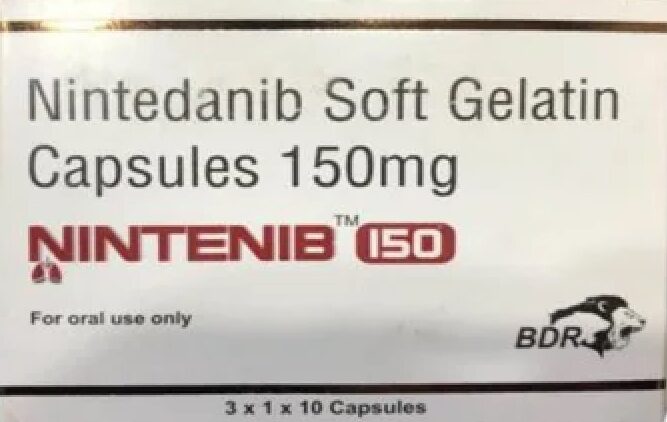 Nintedanib Soft Gelatin
Capsules 150mg
NINTENIB™ 150
For oral use only
BDR
3 x 1 x 10 Capsules